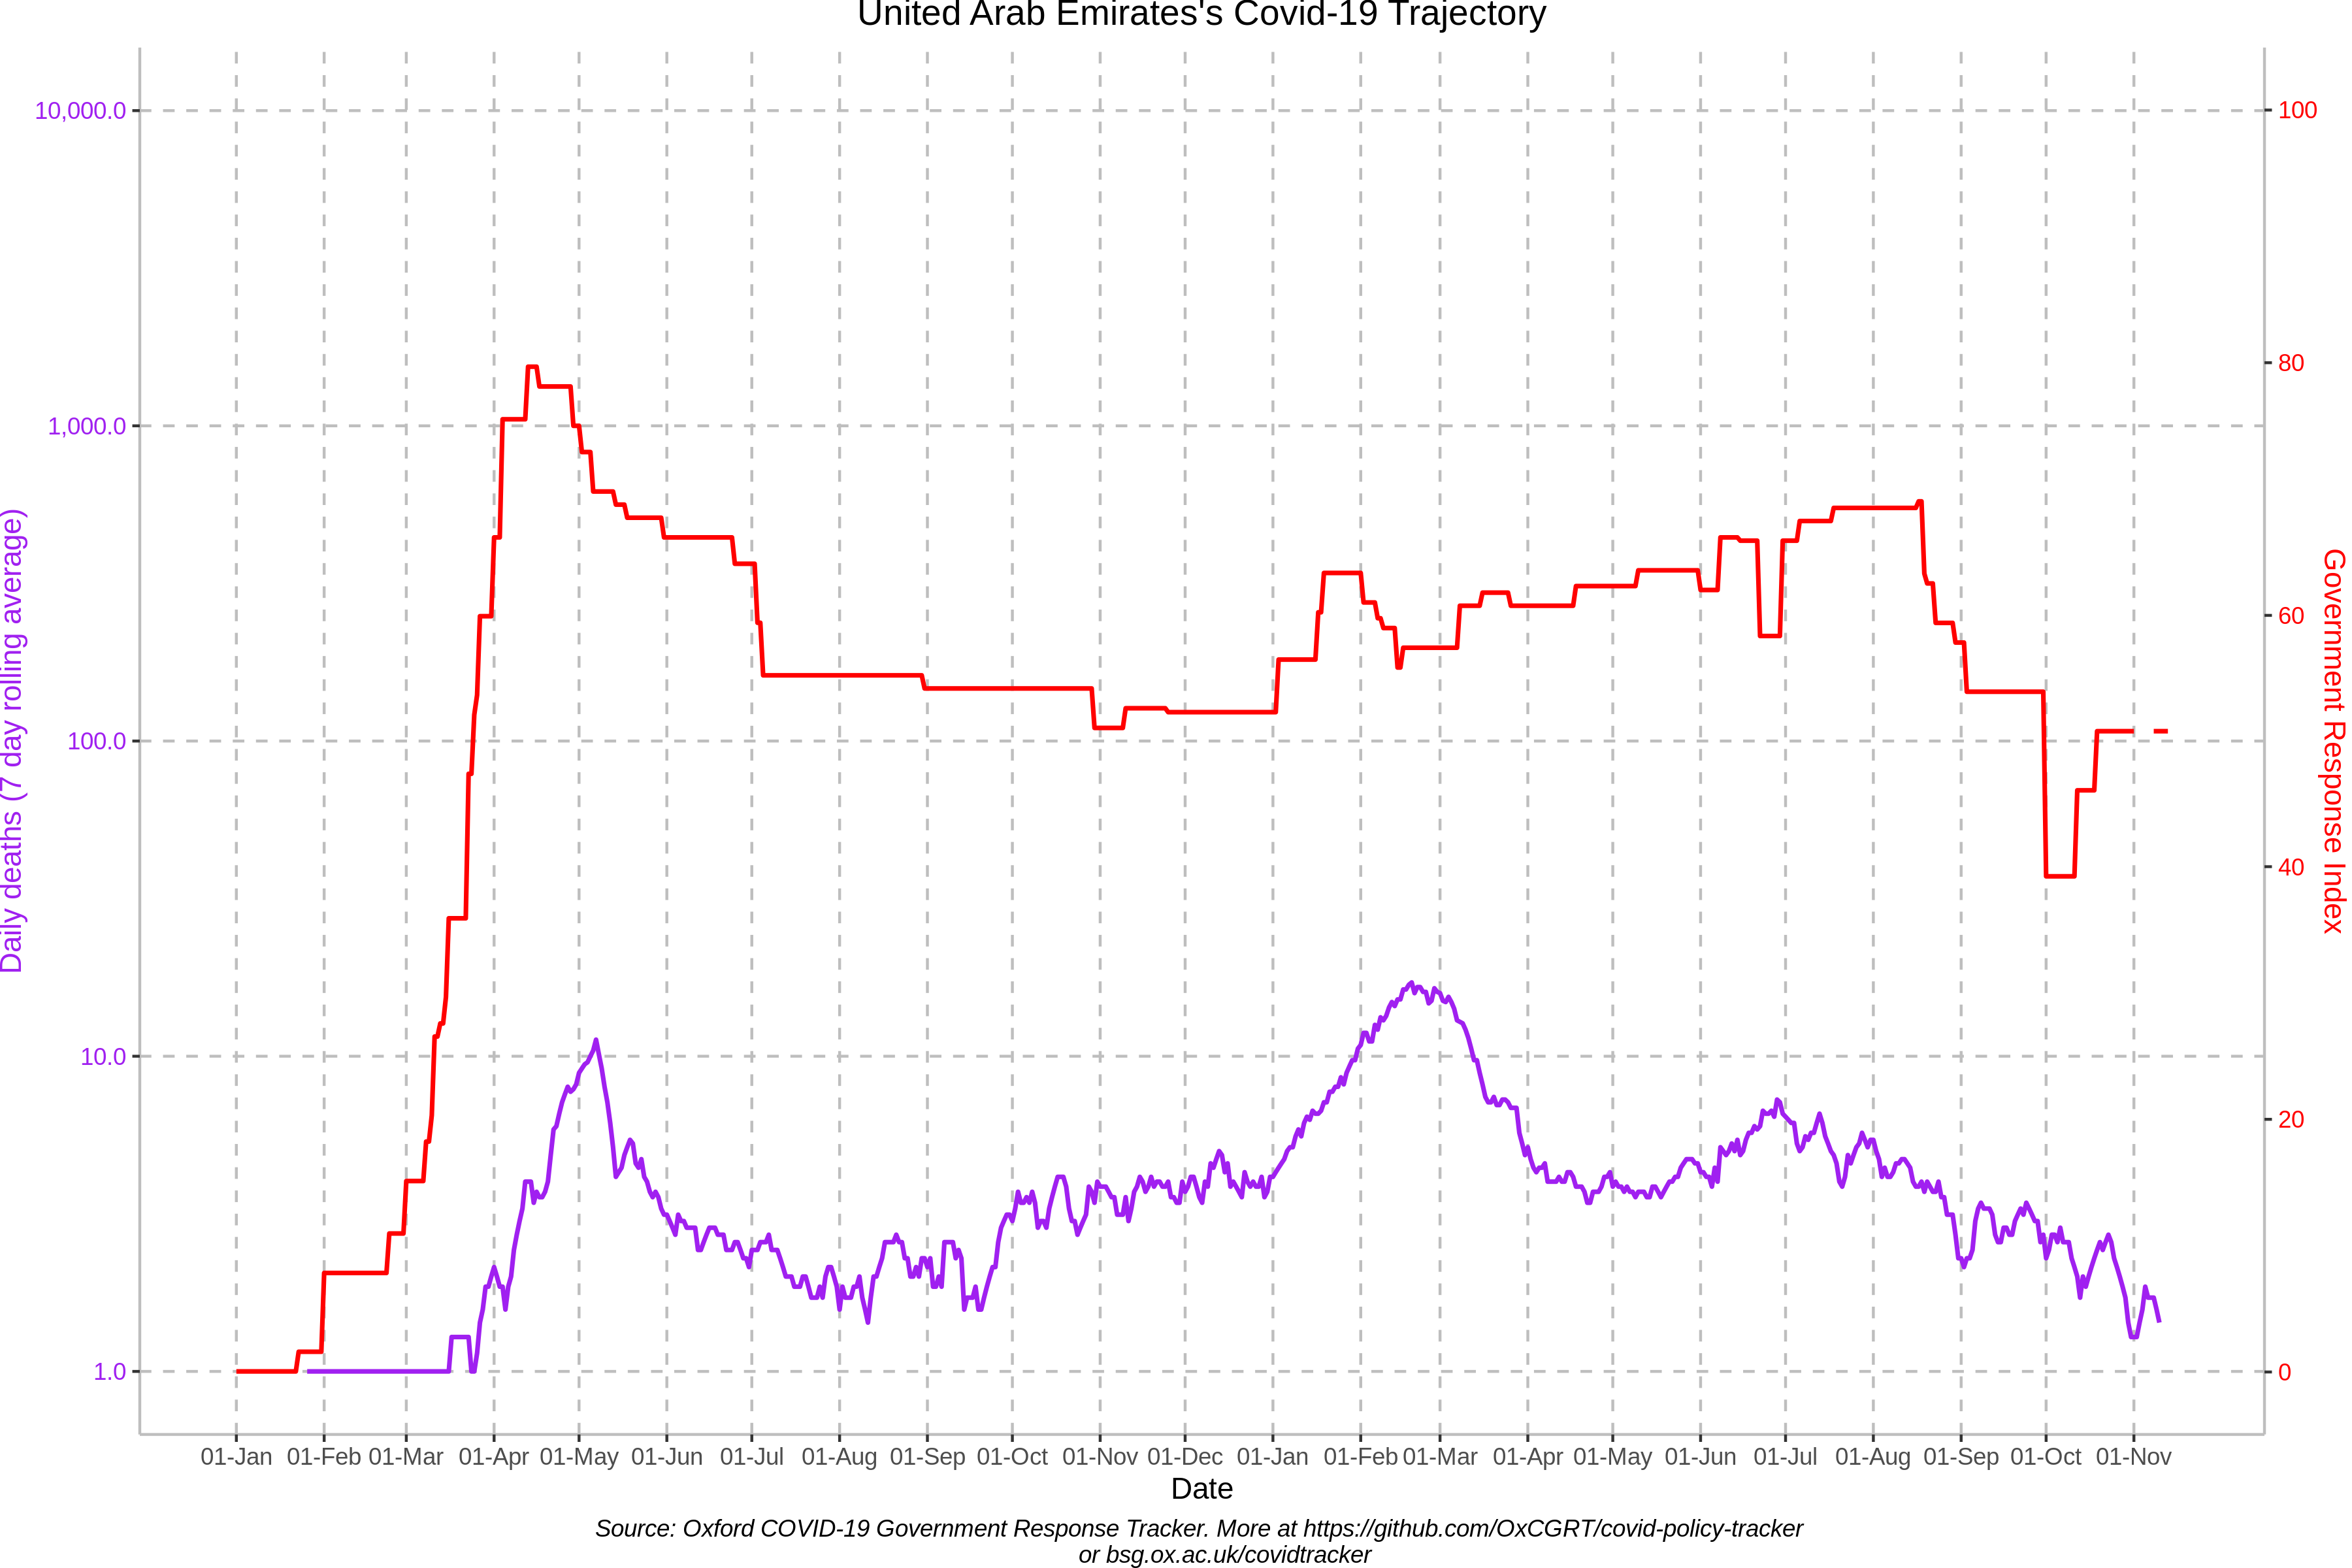 United Arab Emirates's Covid-19 Trajectory
10,000.0
1,000.0
100.0
10.0
1.0
Daily deaths (7 day rolling average)
100
80
60
40
20
0
Government Response Index
01-Jan 01-Feb 01-Mar 01-Apr 01-May 01-Jun 01-Jul 01-Aug 01-Sep 01-Oct 01-Nov 01-Dec 01-Jan 01-Feb 01-Mar 01-Apr 01-May 01-Jun 01-Jul 01-Aug 01-Sep 01-Oct 01-Nov
Date
Source: Oxford COVID-19 Government Response Tracker. More at https://github.com/OxCGRT/covid-policy-tracker
or bsg.ox.ac.uk/covidtracker